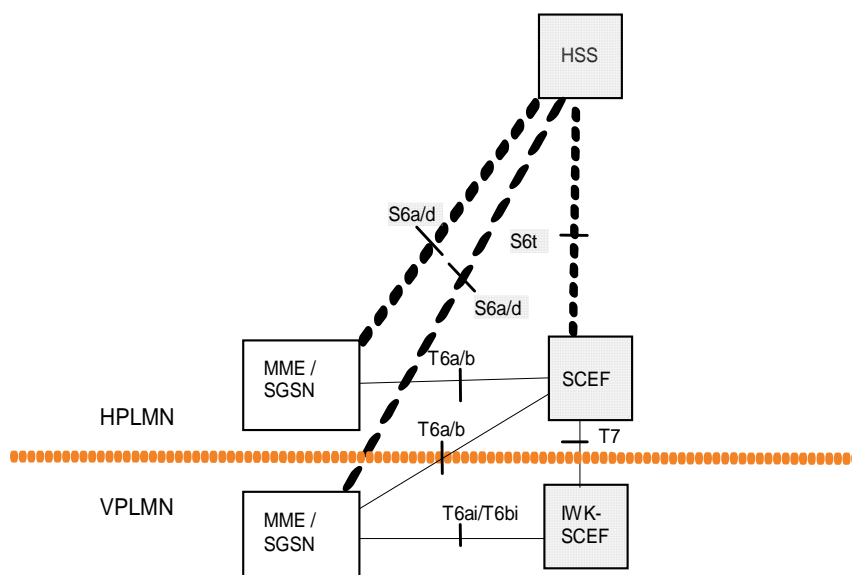 HSS
S6a/d
S6t
S6a/d
MME /
SGSN
T6a/b
SCEF
HPLMN
T6a/b
T7
VPLMN
MME /
SGSN
T6ai/T6bi
IWK-
SCEF